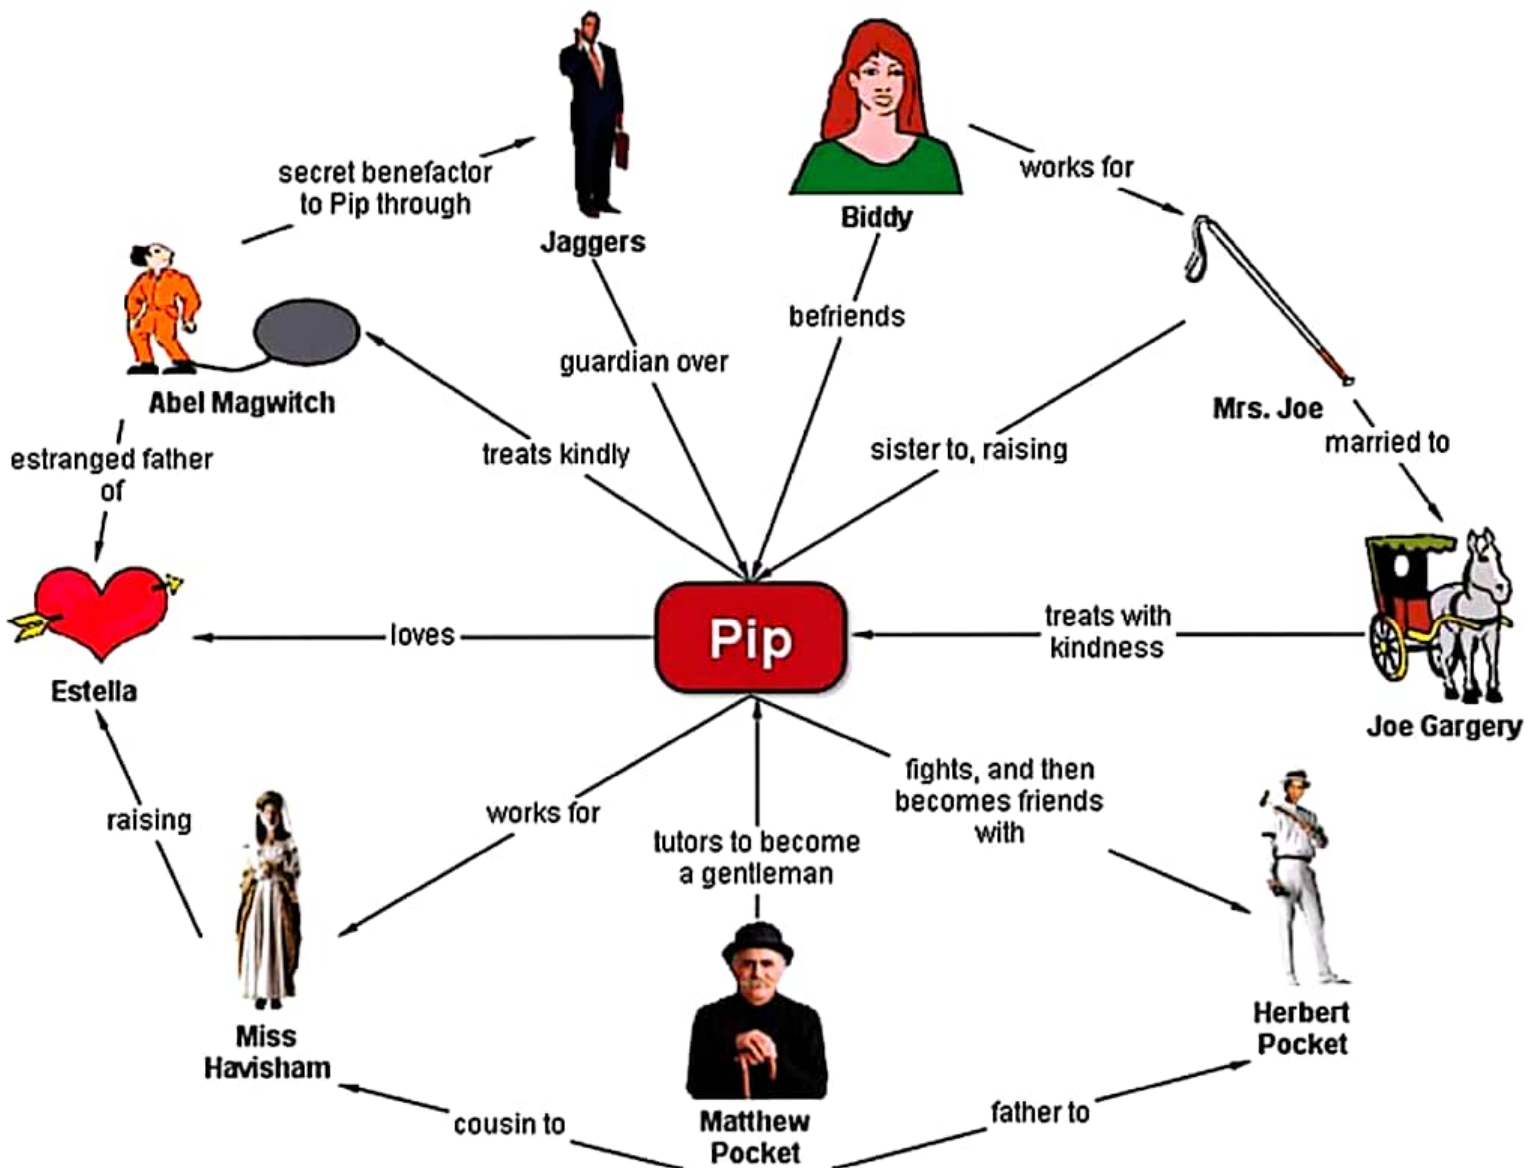 secret benefactor
to Pip through
Jaggers
Biddy
works for
Abel Magwitch
guardian over
befriends
Mrs. Joe
estranged father
of
treats kindly
sister to, raising
married to
Estella
loves
Pip
treats with
kindness
Joe Gargery
raising
works for
tutors to become
a gentleman
fights, and then
becomes friends
with
Miss
Havisham
Matthew
Pocket
Herbert
Pocket
cousin to
father to